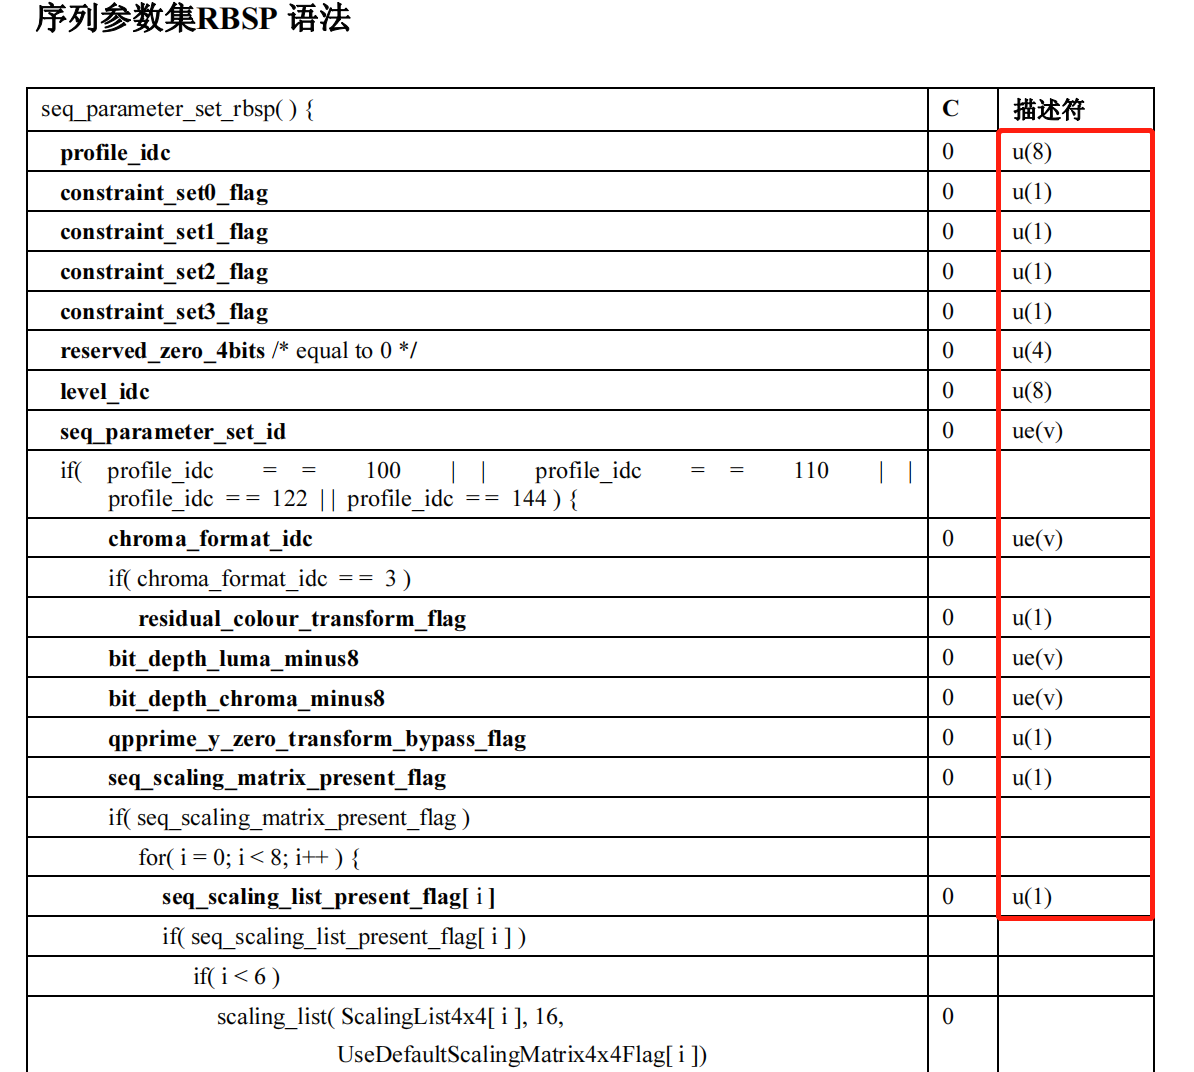 序列参数集RBSP 语法
seq_parameter_set_rbsp( ) { C 描述符
profile_idc 0 u(8)
constraint_set0_flag 0 u(1)
constraint_set1_flag 0 u(1)
constraint_set2_flag 0 u(1)
constraint_set3_flag 0 u(1)
reserved_zero_4bits /* equal to 0 */ 0 u(4)
level_idc 0 u(8)
seq_parameter_set_id 0 ue(v)
if( profile_idc = = 100 | | profile_idc = = 110 | |
profile_idc = = 122 | | profile_idc = = 144 ) {
chroma_format_idc 0 ue(v)
if( chroma_format_idc = = 3 )
residual_colour_transform_flag 0 u(1)
bit_depth_luma_minus8 0 ue(v)
bit_depth_chroma_minus8 0 ue(v)
qpprime_y_zero_transform_bypass_flag 0 u(1)
seq_scaling_matrix_present_flag 0 u(1)
if( seq_scaling_matrix_present_flag )
for( i = 0; i < 8; i++ ) {
seq_scaling_list_present_flag[ i ] 0 u(1)
if( seq_scaling_list_present_flag[ i ] )
if( i < 6 )
scaling_list( ScalingList4x4[ i ], 16, 0
UseDefaultScalingMatrix4x4Flag[ i ])